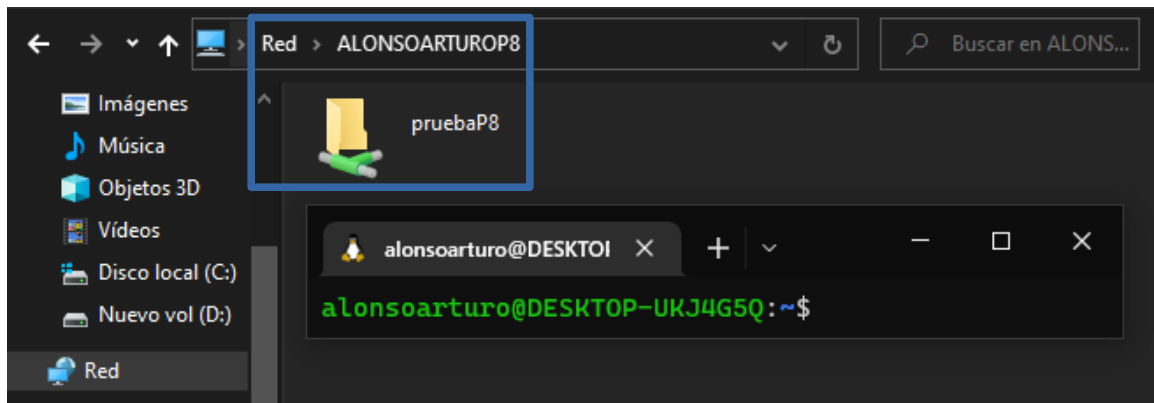 Red > ALONSOARTUROP8
Buscar en ALONS...
Imágenes
Música
Objetos 3D
Vídeos
Disco local (C:)
Nuevo vol (D:)
Red
pruebaP8
alonsoarturo@DESKTOI
alonsoarturo@DESKTOP-UKJ4G5Q:~$